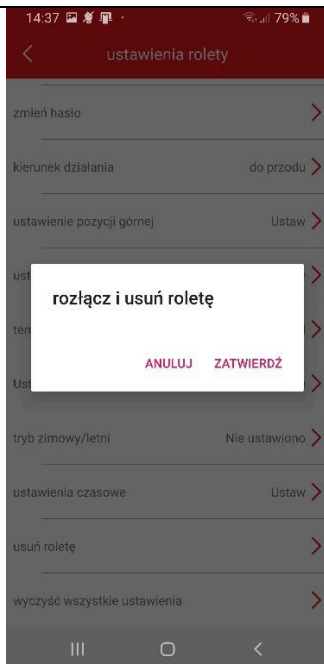 14:37 79%
ustawienia rolety
zmień hasło
kierunek działania do przodu
ustawienie pozycji górnej Ustaw
ust
rozłącz i usuń roletę
ANULUJ ZATWIERDŹ
tryb zimowy/letni Nie ustawiono
ustawienia czasowe Ustaw
usuń roletę
wyczyść wszystkie ustawienia